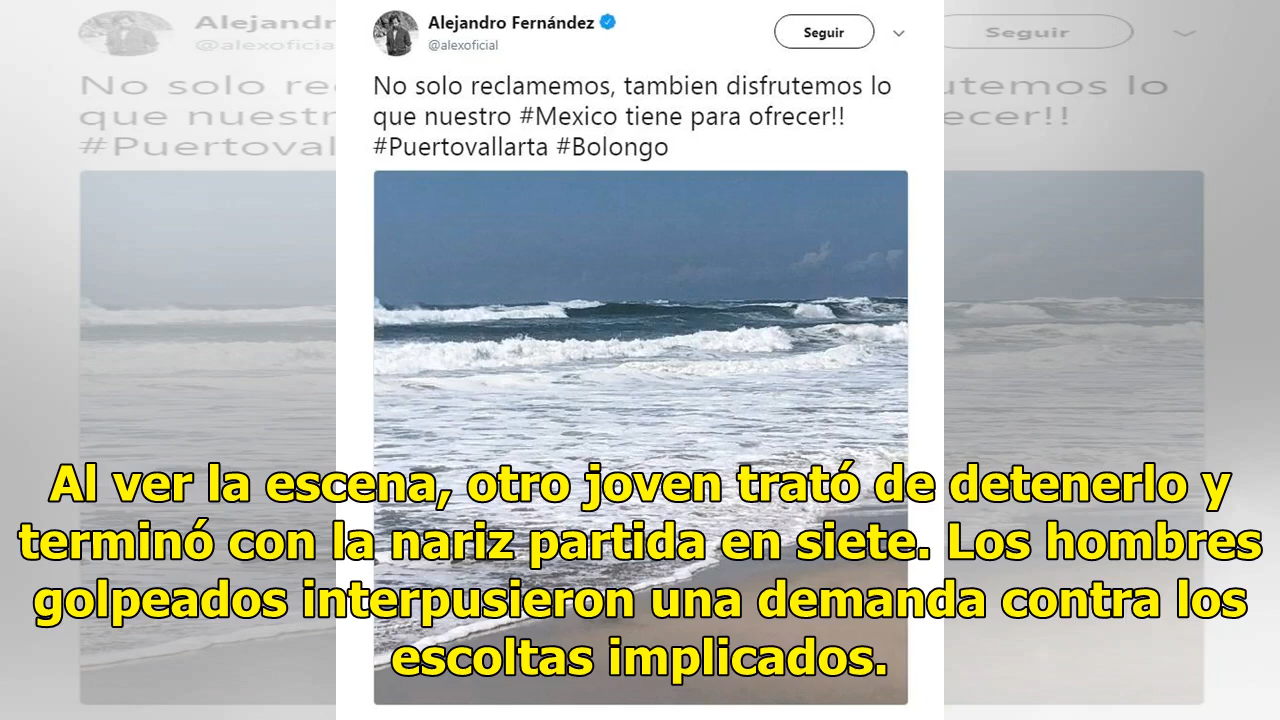 Alejandro Fernández
@alexoficial
Seguir
No solo reclamemos, tambien disfrutemos lo
que nuestro #Mexico tiene para ofrecer!!
#Puertovallarta #Bolongo
Al ver la escena, otro joven trató de detenerlo y
terminó con la nariz partida en siete. Los hombres
golpeados interpusieron una demanda contra los
escoltas implicados.